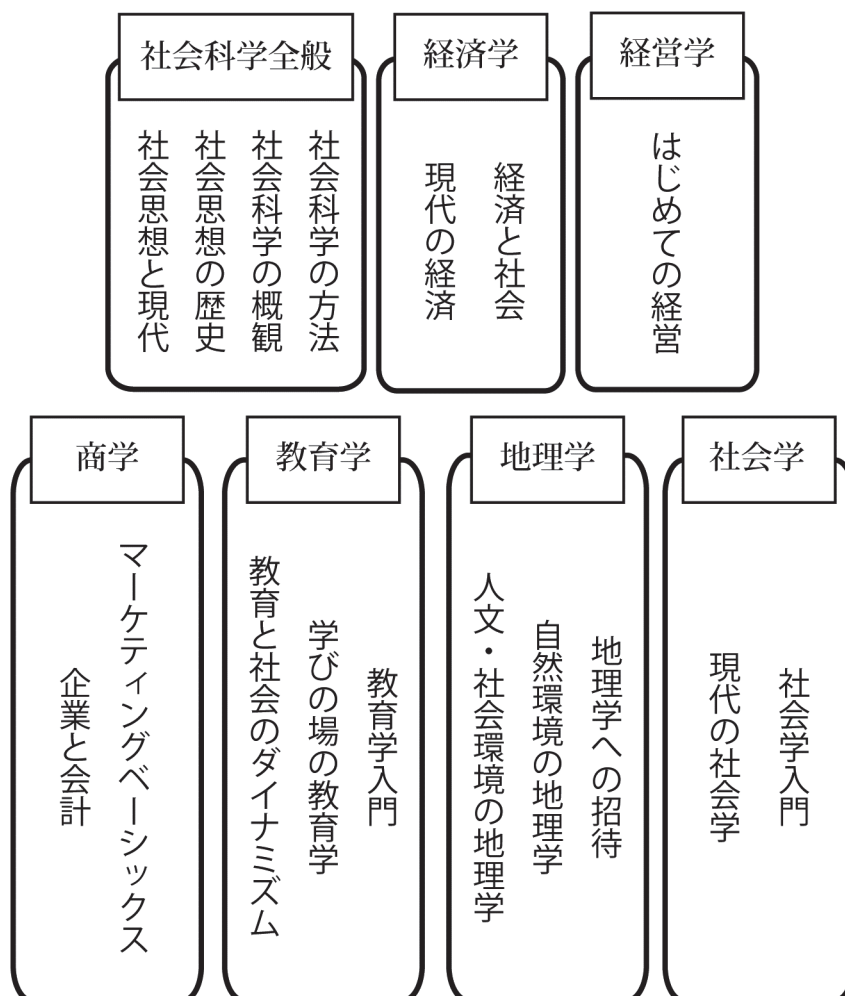 社会科学全般
社会科学の方法
社会科学の概観
社会思想の歴史
社会思想と現代
経済学
経済と社会
現代の経済
経営学
はじめての経営
商学
マーケティングベーシックス
企業と会計
教育学
教育学入門
学びの場の教育学
教育と社会のダイナミズム
地理学
地理学への招待
自然環境の地理学
人文・社会環境の地理学
社会学
社会学入門
現代の社会学